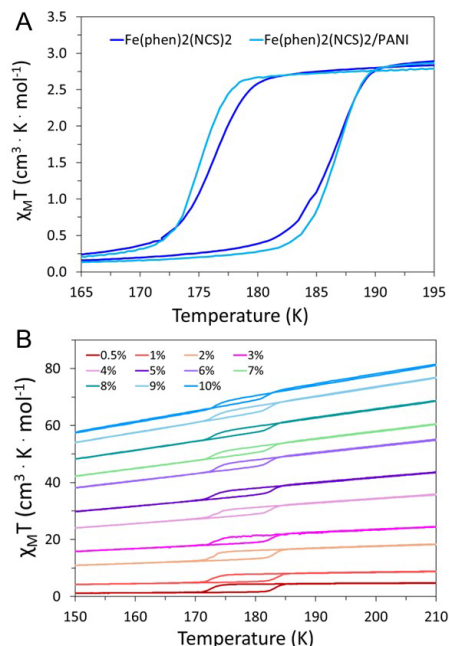 A
Fe(phen)2(NCS)2 Fe(phen)2(NCS)2/PANI
3.5
3.0
2.5
2.0
1.5
1.0
0.5
0.0
χMT (cm³ · K · mol⁻¹)
165 170 175 180 185 190 195
Temperature (K)
B
0.5% 1% 2% 3%
4% 5% 6% 7%
8% 9% 10%
80
60
40
20
0
χMT (cm³ · K · mol⁻¹)
150 160 170 180 190 200 210
Temperature (K)